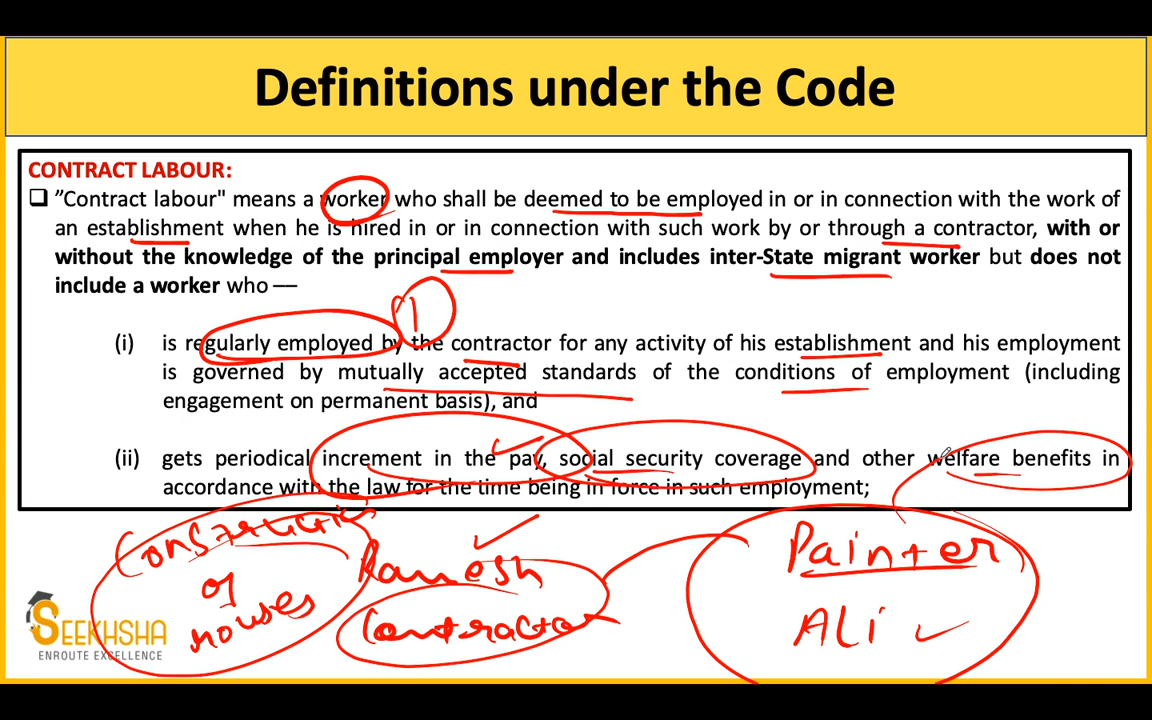 Definitions under the Code
CONTRACT LABOUR:
❑ ”Contract labour" means a worker who shall be deemed to be employed in or in connection with the work of
an establishment when he is hired in or in connection with such work by or through a contractor, with or
without the knowledge of the principal employer and includes inter-State migrant worker but does not
include a worker who —
1
(i) is regularly employed by the contractor for any activity of his establishment and his employment
is governed by mutually accepted standards of the conditions of employment (including
engagement on permanent basis), and
(ii) gets periodical increment in the pay, social security coverage and other welfare benefits in
accordance with the law for the time being in force in such employment;
Construction
of
houses
Ramesh
Contractor
Painter
ALi
SEEKHSHA
ENROUTE EXCELLENCE